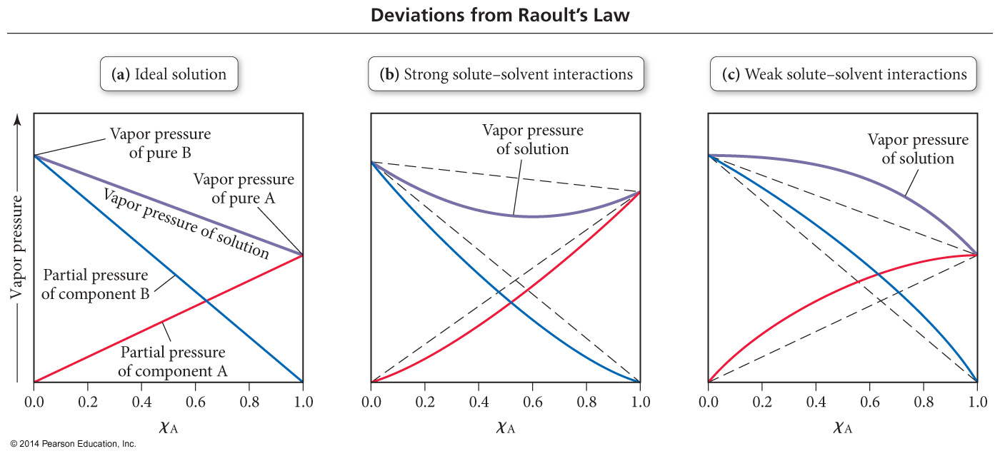 Deviations from Raoult's Law
(a) Ideal solution
Vapor pressure
Vapor pressure
of pure B
Vapor pressure
of pure A
Vapor pressure of solution
Partial pressure
of component B
Partial pressure
of component A
0.0 0.2 0.4 0.6 0.8 1.0
χA
(b) Strong solute–solvent interactions
Vapor pressure
of solution
0.0 0.2 0.4 0.6 0.8 1.0
χA
(c) Weak solute–solvent interactions
Vapor pressure
of solution
0.0 0.2 0.4 0.6 0.8 1.0
χA
© 2014 Pearson Education, Inc.